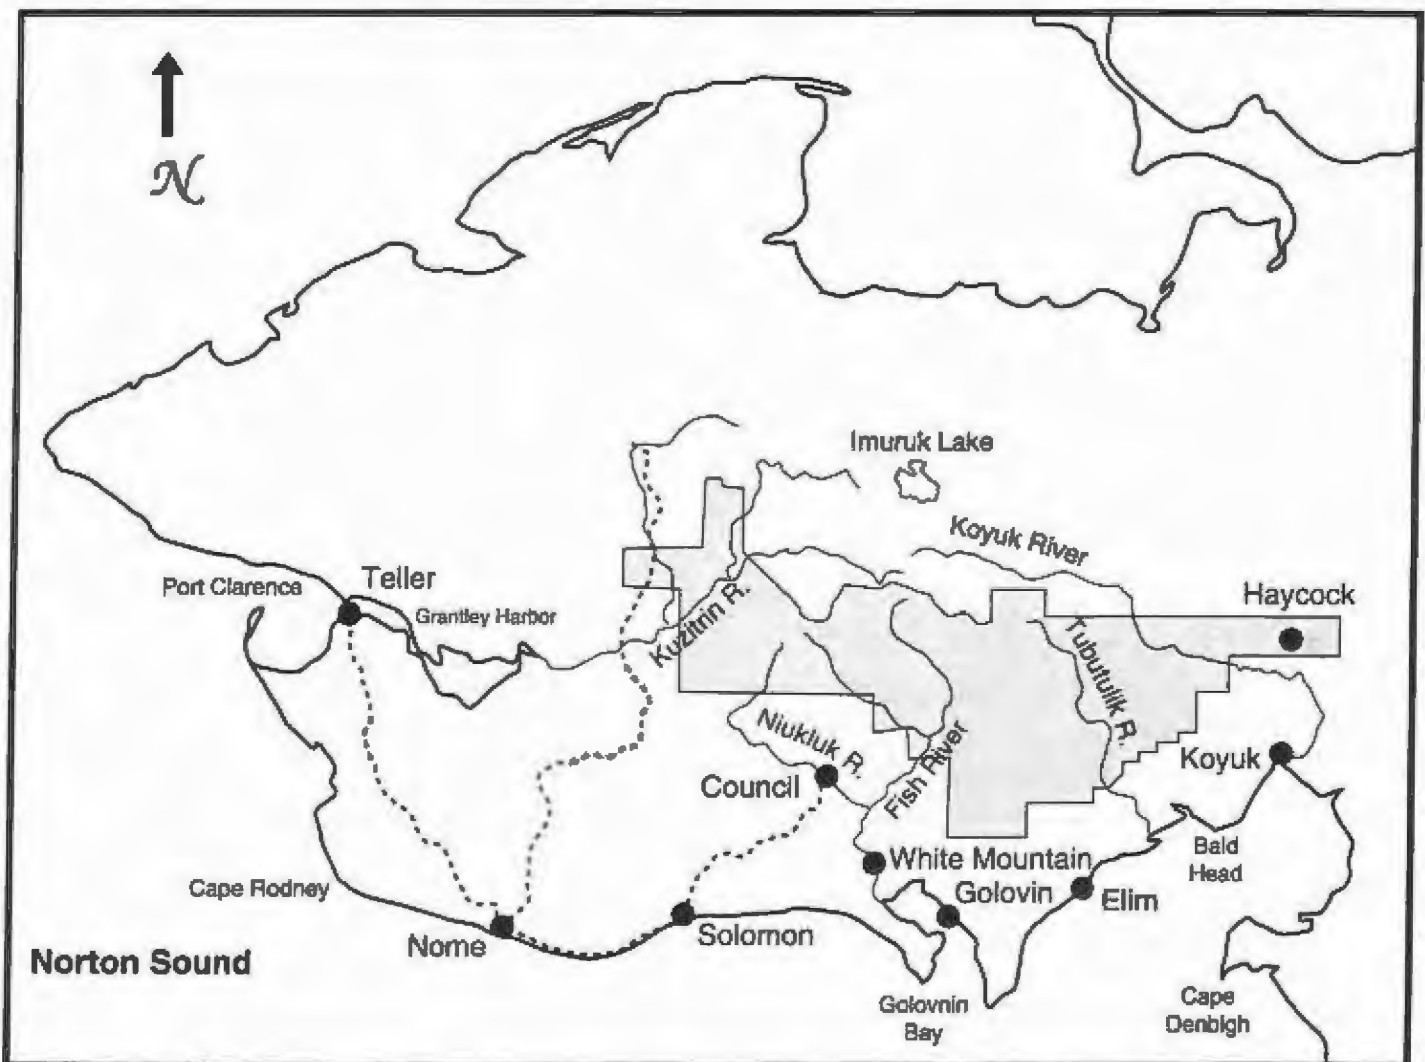 N
Imuruk Lake
Koyuk River
Port Clarence
Teller
Grantley Harbor
Haycock
Kuzitrin R.
Tubutulik R.
Niukluk R.
Fish River
Koyuk
Council
Bald
Head
White Mountain
Golovin
Elim
Cape Rodney
Nome
Solomon
Norton Sound
Golovnin
Bay
Cape
Denbigh